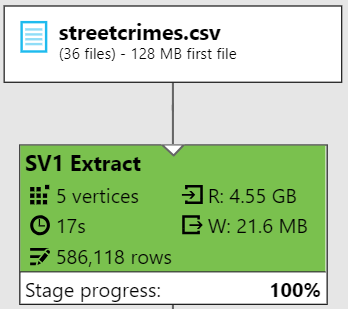 streetcrimes.csv
(36 files) - 128 MB first file
SV1 Extract
5 vertices R: 4.55 GB
17s W: 21.6 MB
586,118 rows
Stage progress: 100%